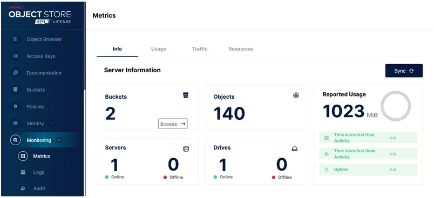 OBJECT STORE
LICENSE
Object Browser
Access Keys
Documentation
Buckets
Policies
Identity
Monitoring
Metrics
Logs
Audit
Metrics
Info
Usage
Traffic
Resources
Server Information
Sync
Buckets
2
Browse →
Objects
140
Reported Usage
1023 MiB
Servers
1
Online
0
Offline
Drives
1
Online
0
Offline
Time since last Heal
Activity
n/a
Time since last Scan
Activity
n/a
Uptime
n/a